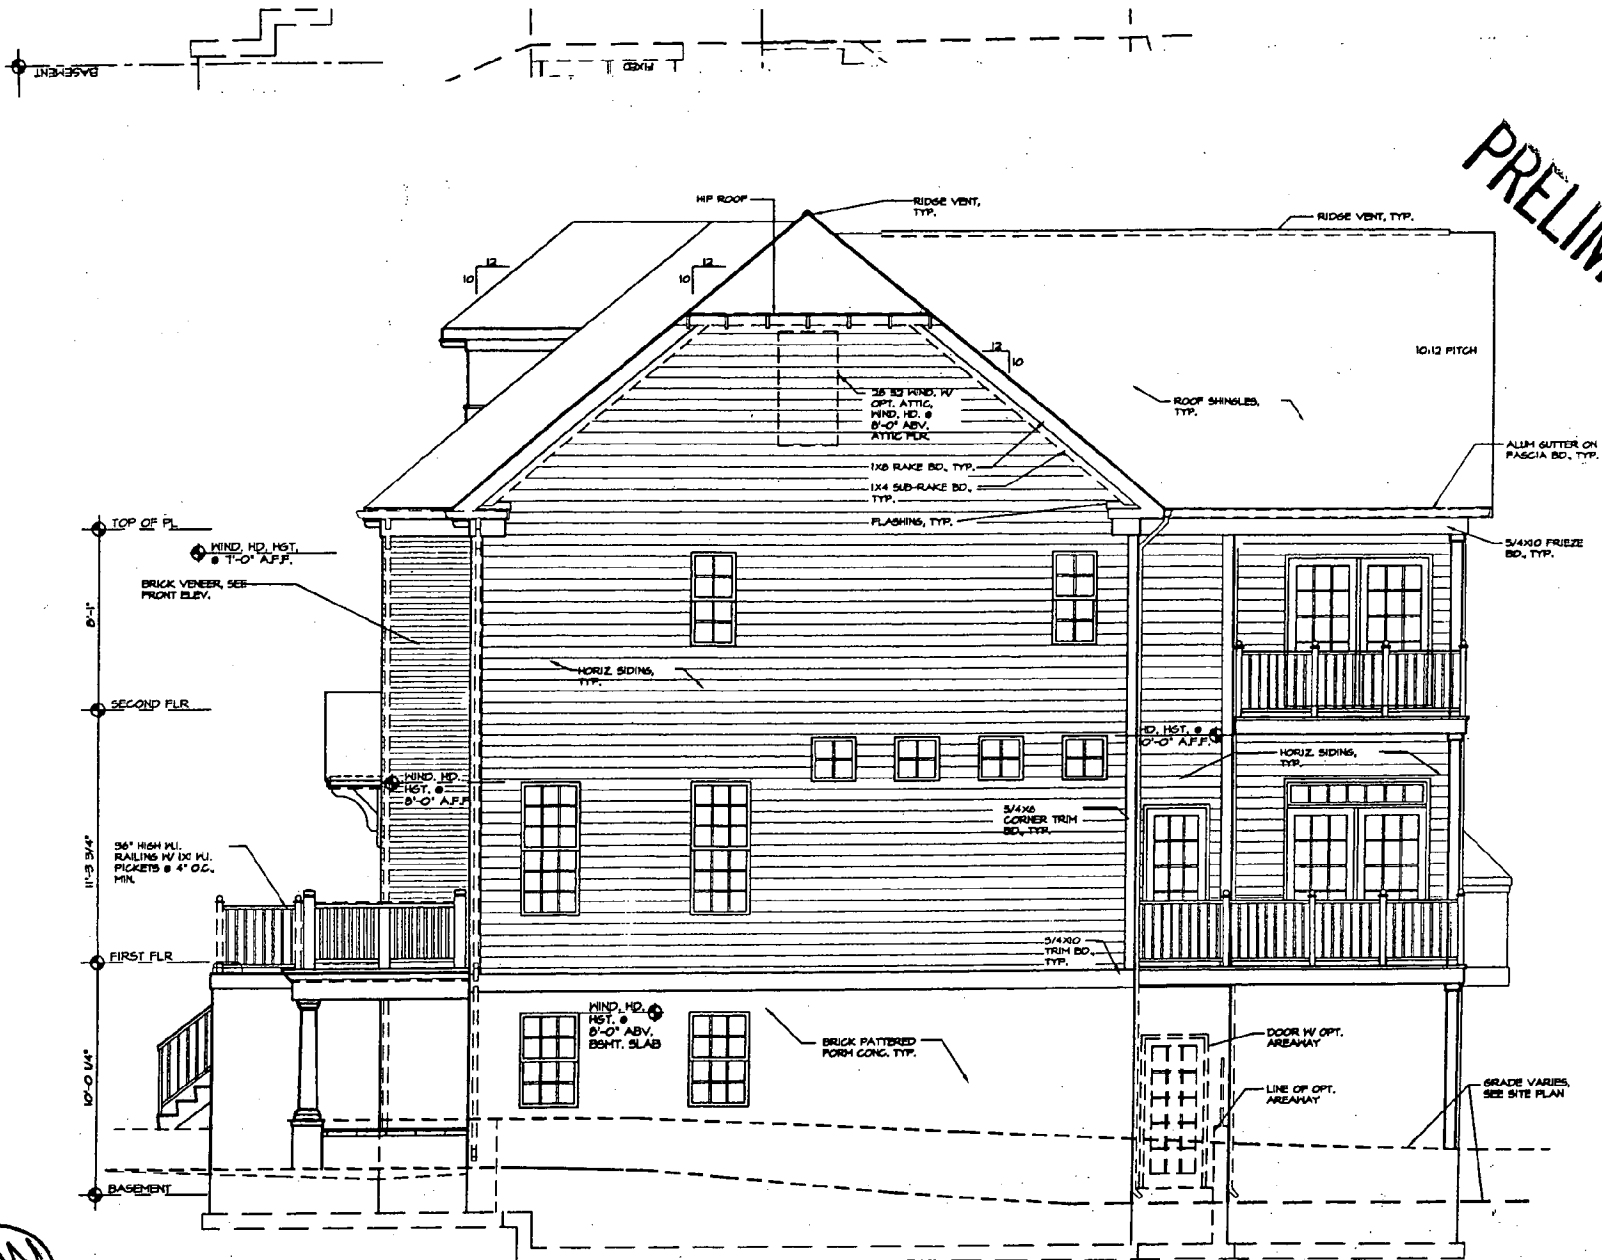 BASEMENT
FIXED
PRELIM
HIP ROOF
RIDGE VENT,
TYP.
RIDGE VENT, TYP.
12
10
12
10
12
10
10:12 PITCH
28 52 WIND. W/
OPT. ATTIC,
WIND. HD. @
8'-0" ABV.
ATTIC FLR.
ROOF SHINGLES,
TYP.
ALUM GUTTER ON
FASCIA BD., TYP.
1X8 RAKE BD., TYP.
1X4 SUB-RAKE BD.,
TYP.
FLASHING, TYP.
TOP OF PL
WIND. HD. HGT.
@ 7'-0" A.F.F.
5/4X10 FRIEZE
BD., TYP.
BRICK VENEER, SEE
FRONT ELEV.
8'-1"
HORIZ SIDING,
TYP.
SECOND FLR
HD. HGT. @
10'-0" A.F.F.
HORIZ SIDING,
TYP.
WIND. HD.
HGT. @
8'-0" A.F.F.
5/4X6
CORNER TRIM
BD., TYP.
36" HIGH W.I.
RAILING W/ 1X1 W.I.
PICKETS @ 4" O.C.,
MIN.
11'-3 3/4"
5/4X10
TRIM BD.,
TYP.
FIRST FLR
WIND. HD.
HGT. @
8'-0" ABV.
BSMT. SLAB
BRICK PATTERED
FORM CONC. TYP.
DOOR W/ OPT.
AREAWAY
LINE OF OPT.
AREAWAY
GRADE VARIES,
SEE SITE PLAN
10'-0 1/4"
BASEMENT